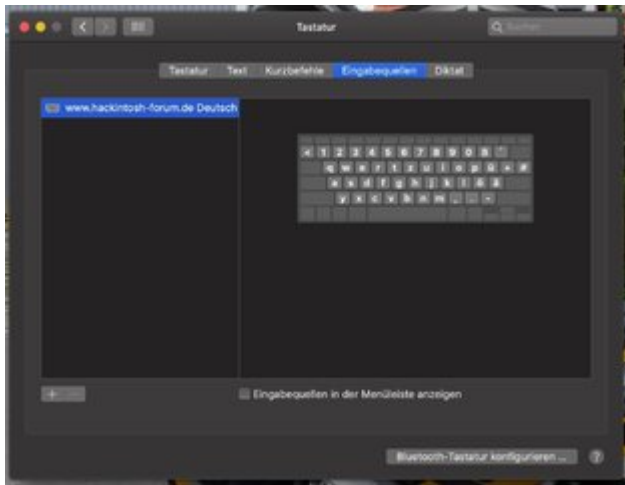 Tastatur
Suchen
Tastatur Text Kurzbefehle Eingabequellen Diktat
www.hackintosh-forum.de Deutsch
< 1 2 3 4 5 6 7 8 9 0 ß ´
q w e r t z u i o p ü + #
a s d f g h j k l ö ä
y x c v b n m , . -
+ −
Eingabequellen in der Menüleiste anzeigen
Bluetooth-Tastatur konfigurieren ...
?